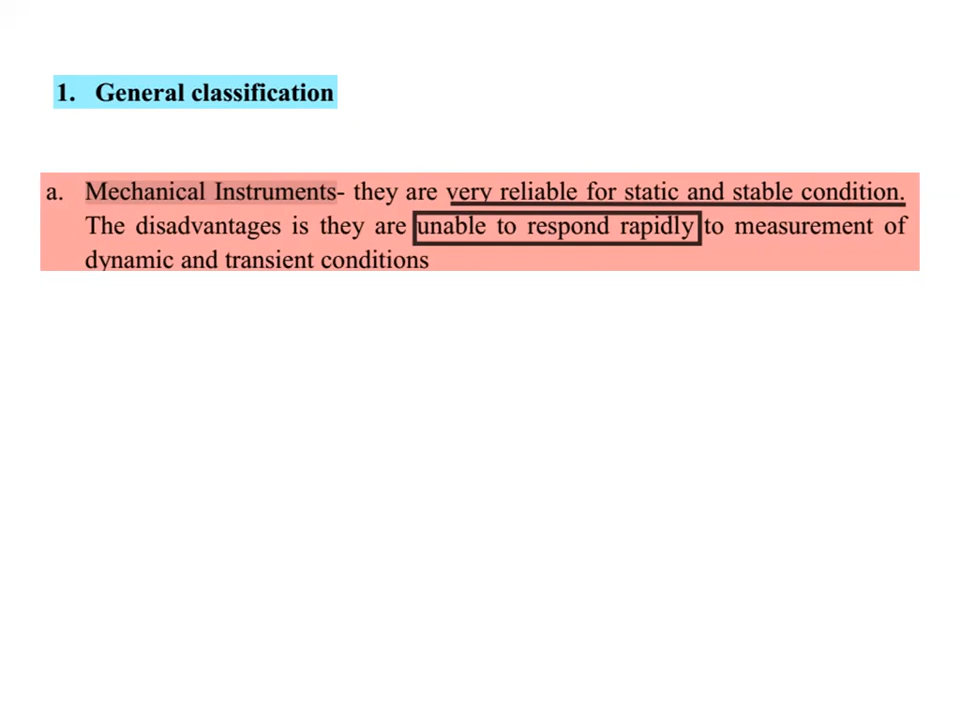 1. General classification
a. Mechanical Instruments- they are very reliable for static and stable condition.
The disadvantages is they are unable to respond rapidly to measurement of
dynamic and transient conditions